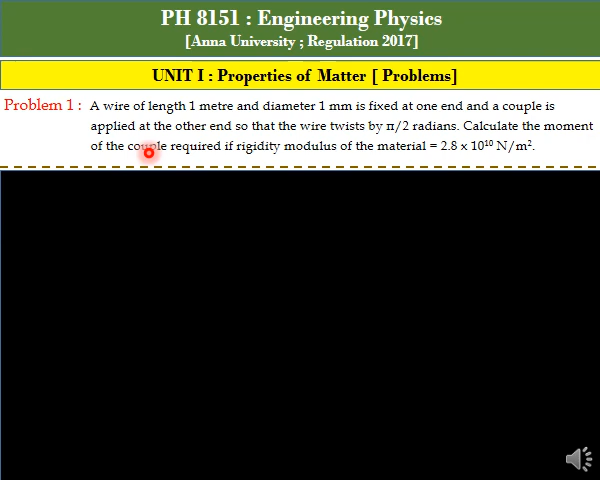 PH 8151 : Engineering Physics
[Anna University ; Regulation 2017]
UNIT I : Properties of Matter [ Problems]
Problem 1 : A wire of length 1 metre and diameter 1 mm is fixed at one end and a couple is
applied at the other end so that the wire twists by π/2 radians. Calculate the moment
of the couple required if rigidity modulus of the material = 2.8 x 10¹⁰ N/m².